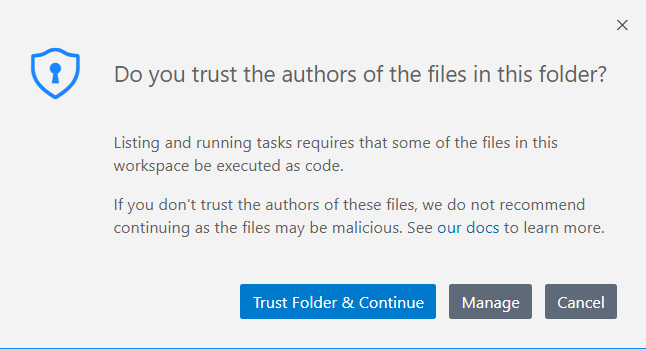 Do you trust the authors of the files in this folder?
Listing and running tasks requires that some of the files in this
workspace be executed as code.
If you don't trust the authors of these files, we do not recommend
continuing as the files may be malicious. See our docs to learn more.
Trust Folder & Continue Manage Cancel